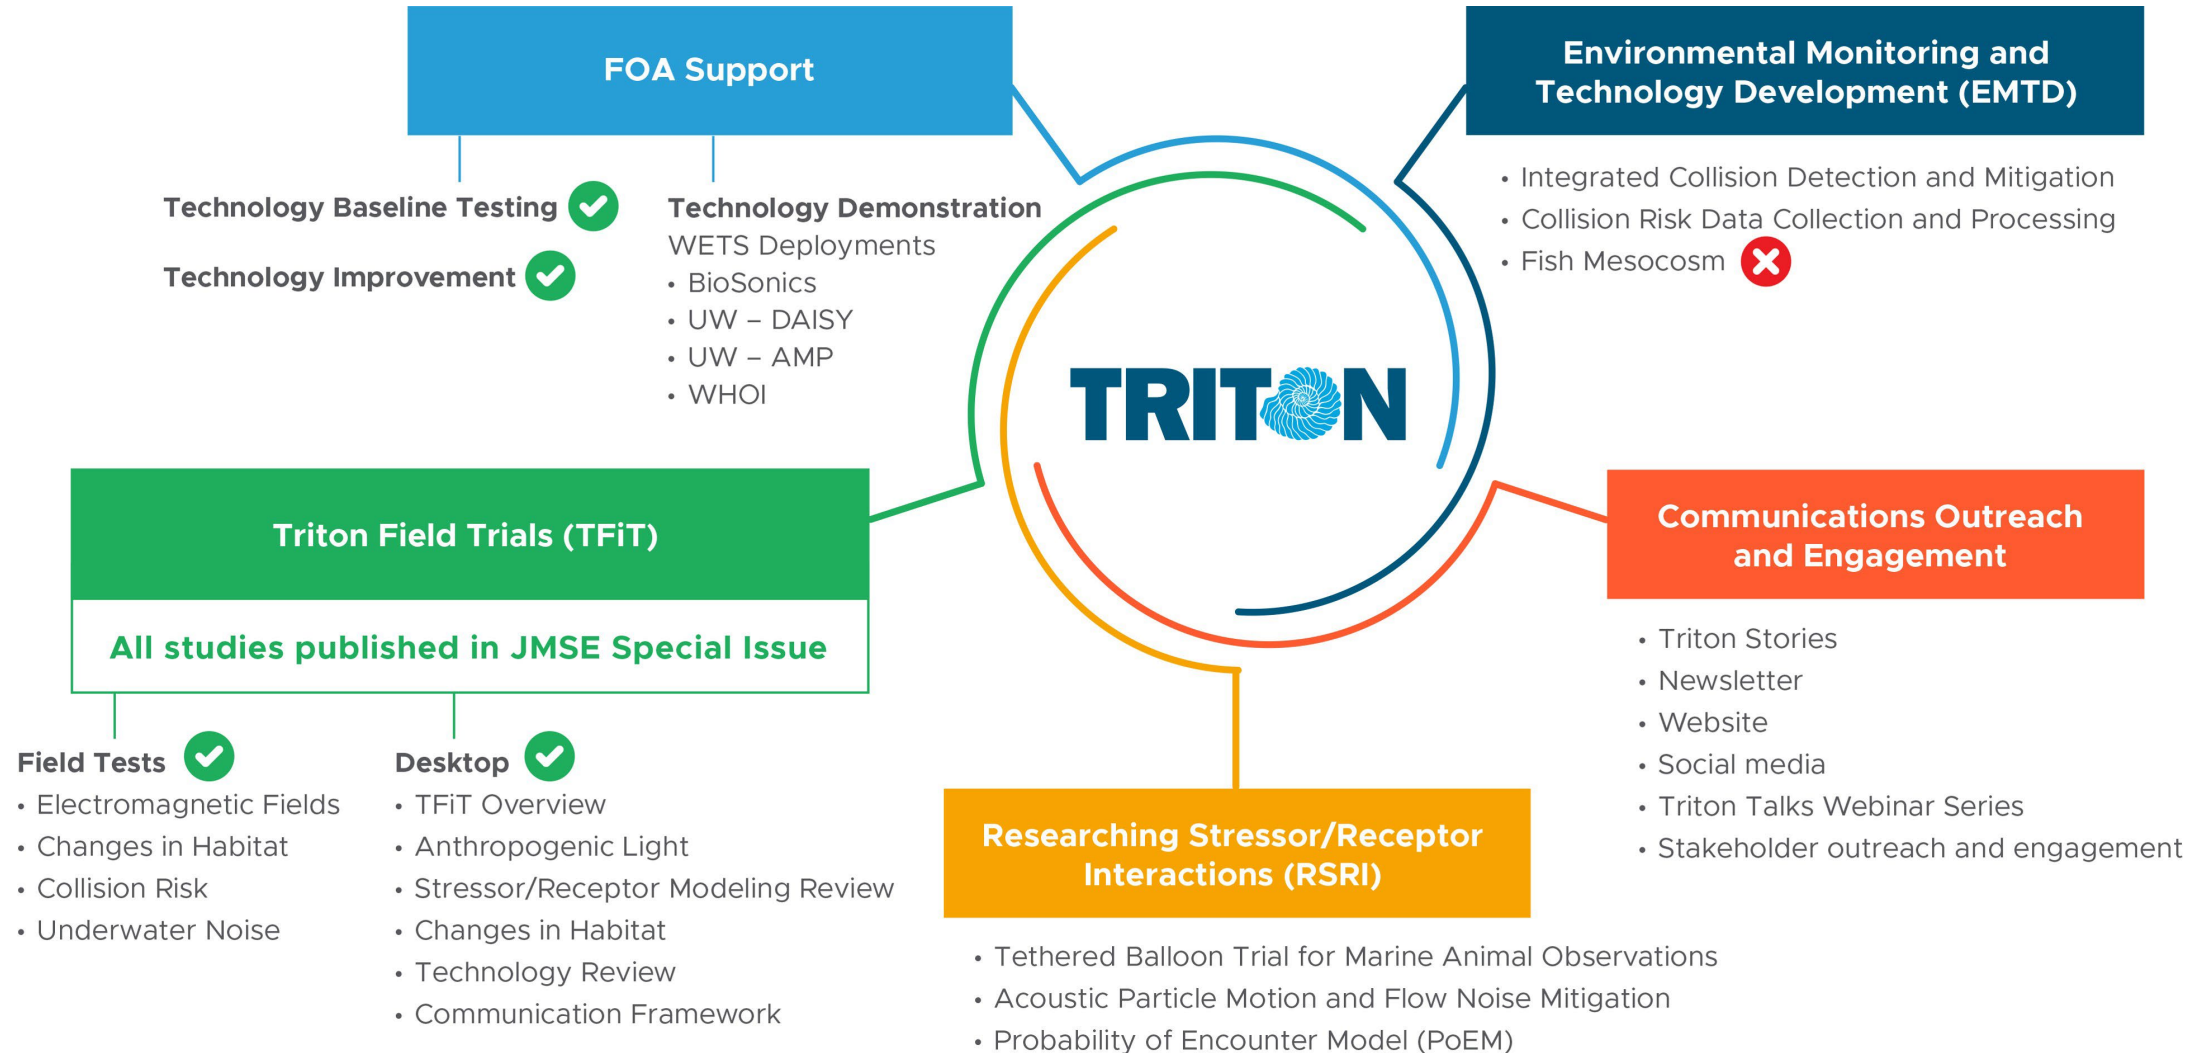 FOA Support
Technology Baseline Testing
Technology Improvement
Technology Demonstration
WETS Deployments
• BioSonics
• UW – DAISY
• UW – AMP
• WHOI
Environmental Monitoring and
Technology Development (EMTD)
• Integrated Collision Detection and Mitigation
• Collision Risk Data Collection and Processing
• Fish Mesocosm
TRITON
Triton Field Trials (TFiT)
All studies published in JMSE Special Issue
Field Tests
• Electromagnetic Fields
• Changes in Habitat
• Collision Risk
• Underwater Noise
Desktop
• TFiT Overview
• Anthropogenic Light
• Stressor/Receptor Modeling Review
• Changes in Habitat
• Technology Review
• Communication Framework
Communications Outreach
and Engagement
• Triton Stories
• Newsletter
• Website
• Social media
• Triton Talks Webinar Series
• Stakeholder outreach and engagement
Researching Stressor/Receptor
Interactions (RSRI)
• Tethered Balloon Trial for Marine Animal Observations
• Acoustic Particle Motion and Flow Noise Mitigation
• Probability of Encounter Model (PoEM)